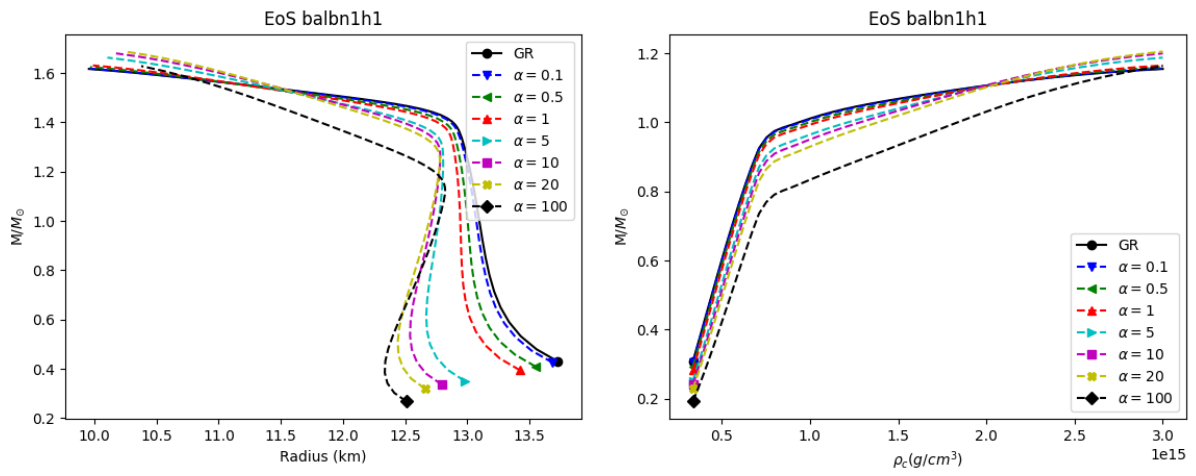 EoS balbn1h1
M/M⊙
1.6
1.4
1.2
1.0
0.8
0.6
0.4
0.2
GR
α = 0.1
α = 0.5
α = 1
α = 5
α = 10
α = 20
α = 100
10.0 10.5 11.0 11.5 12.0 12.5 13.0 13.5
Radius (km)
EoS balbn1h1
M/M⊙
1.2
1.0
0.8
0.6
0.4
0.2
GR
α = 0.1
α = 0.5
α = 1
α = 5
α = 10
α = 20
α = 100
0.5 1.0 1.5 2.0 2.5 3.0
1e15
ρc(g/cm³)